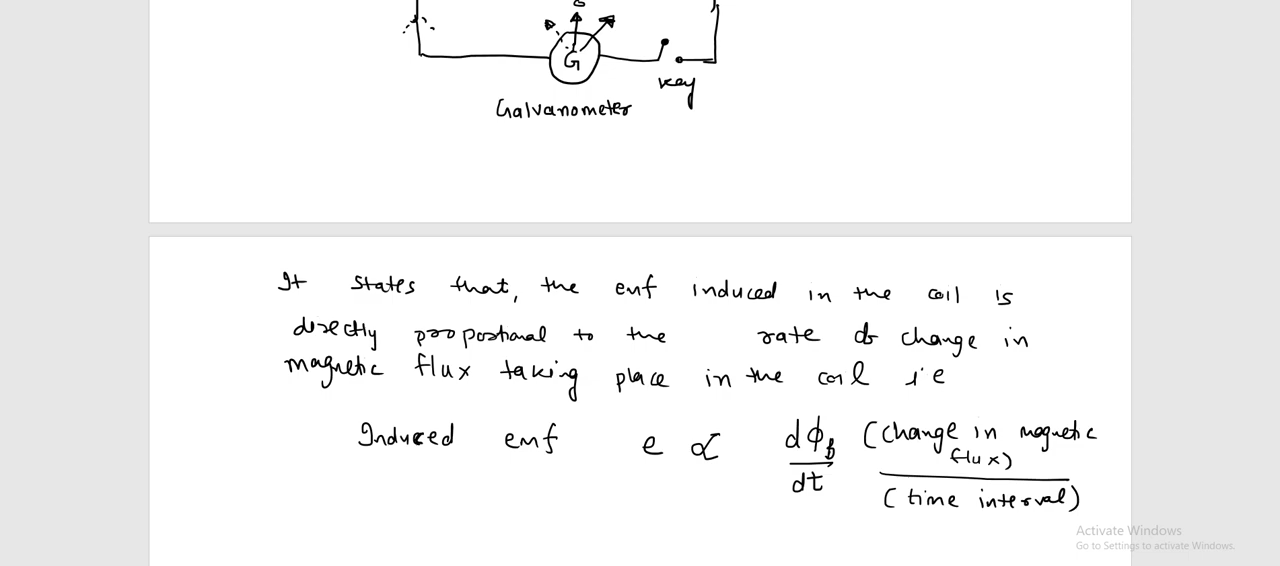 G
key
Galvanometer
It states that, the emf induced in the coil is
directly proportional to the rate of change in
magnetic flux taking place in the coil i.e
Induced emf e ∝ dϕ_B/dt (change in magnetic flux)/(time interval)
Activate Windows
Go to Settings to activate Windows.